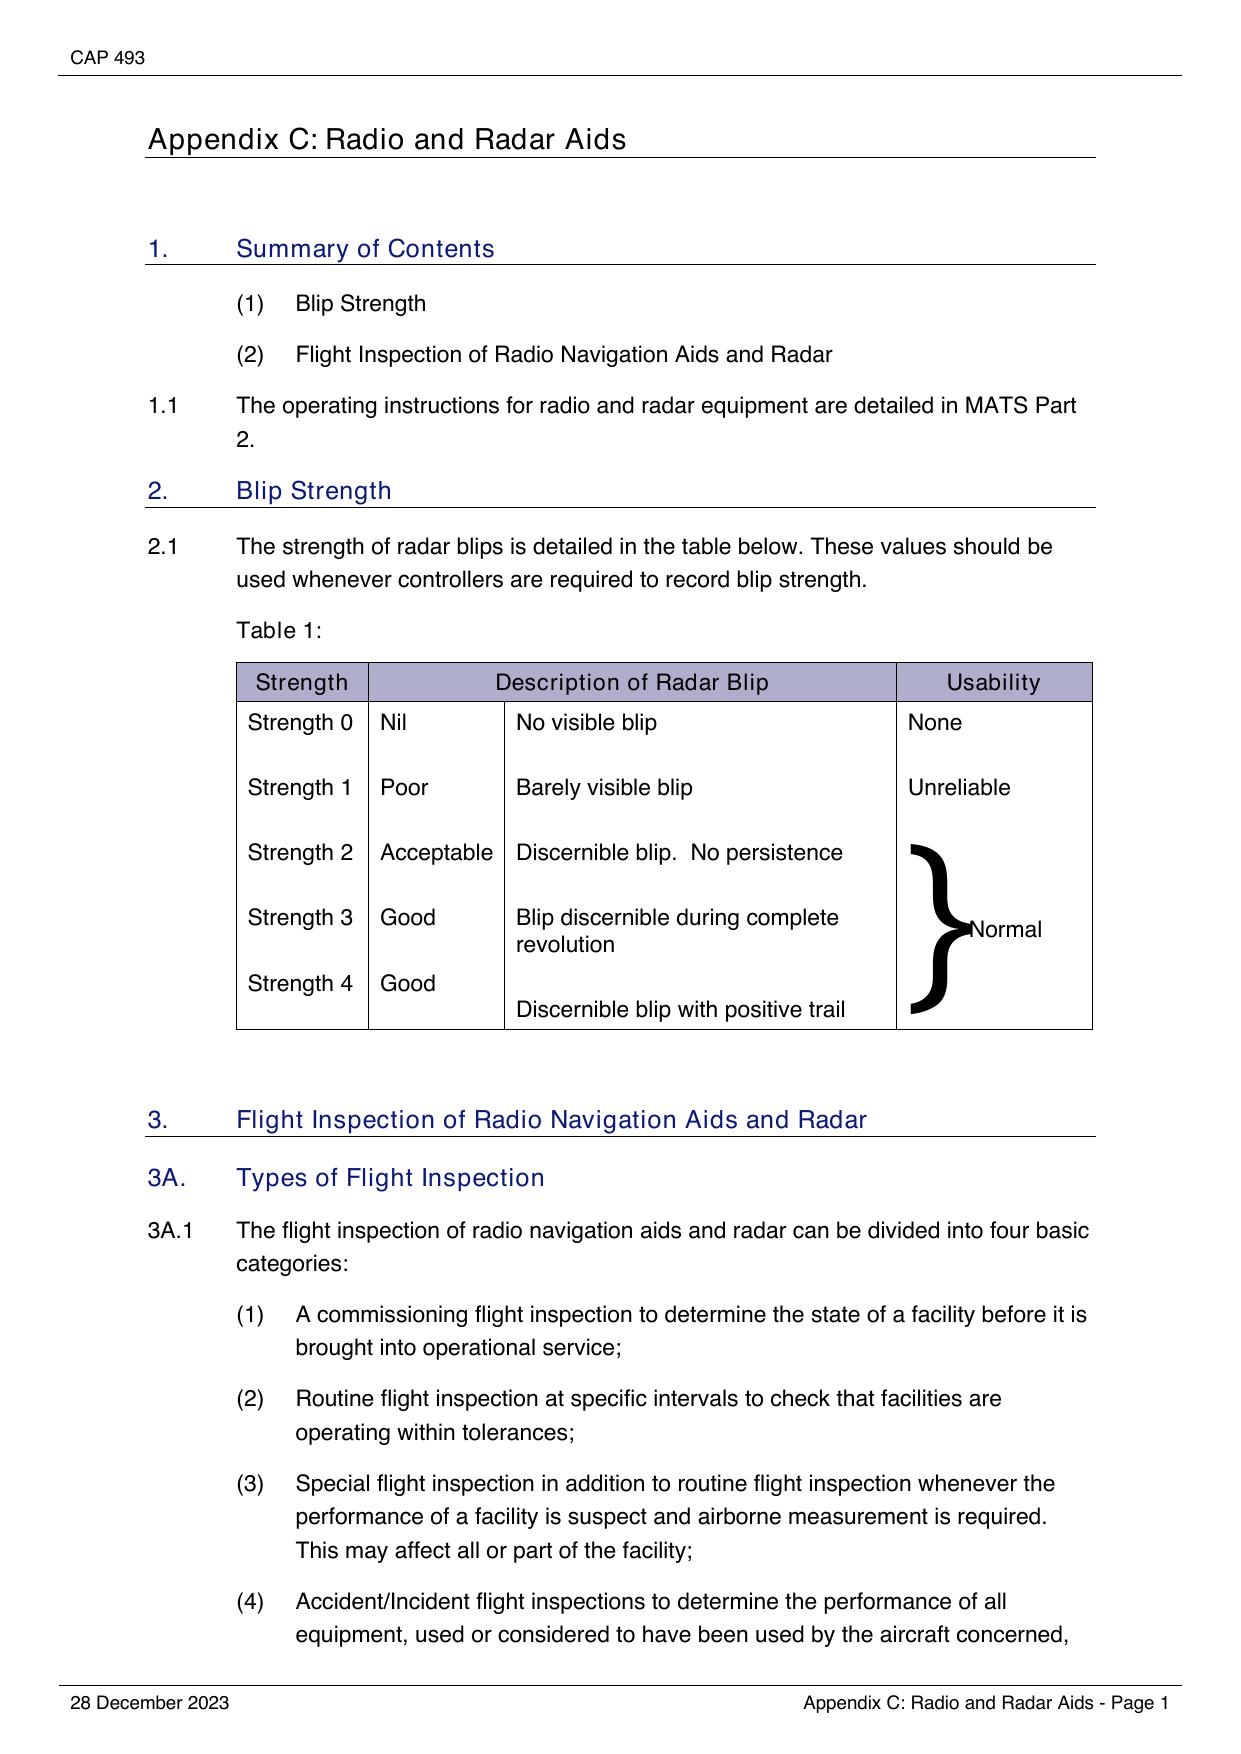 CAP 493
Appendix C: Radio and Radar Aids
1. Summary of Contents
(1) Blip Strength
(2) Flight Inspection of Radio Navigation Aids and Radar
1.1 The operating instructions for radio and radar equipment are detailed in MATS Part
2.
2. Blip Strength
2.1 The strength of radar blips is detailed in the table below. These values should be
used whenever controllers are required to record blip strength.
Table 1:
Strength Description of Radar Blip Usability
Strength 0 Nil No visible blip None
Strength 1 Poor Barely visible blip Unreliable
Strength 2 Acceptable Discernible blip. No persistence
Strength 3 Good Blip discernible during complete
revolution
} Normal
Strength 4 Good
Discernible blip with positive trail
3. Flight Inspection of Radio Navigation Aids and Radar
3A. Types of Flight Inspection
3A.1 The flight inspection of radio navigation aids and radar can be divided into four basic
categories:
(1) A commissioning flight inspection to determine the state of a facility before it is
brought into operational service;
(2) Routine flight inspection at specific intervals to check that facilities are
operating within tolerances;
(3) Special flight inspection in addition to routine flight inspection whenever the
performance of a facility is suspect and airborne measurement is required.
This may affect all or part of the facility;
(4) Accident/Incident flight inspections to determine the performance of all
equipment, used or considered to have been used by the aircraft concerned,
28 December 2023 Appendix C: Radio and Radar Aids - Page 1